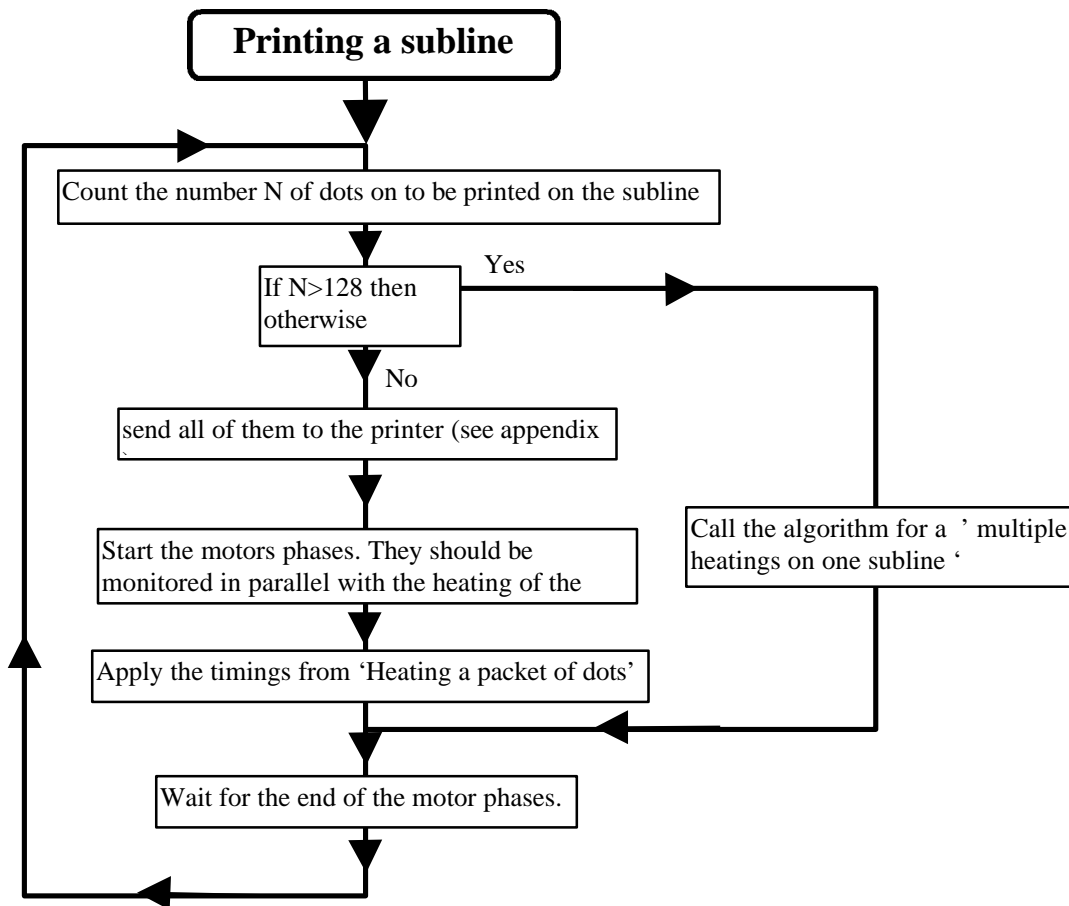 Printing a subline
Count the number N of dots on to be printed on the subline
Yes
If N>128 then
otherwise
No
send all of them to the printer (see appendix
Call the algorithm for a ’ multiple
heatings on one subline ‘
Start the motors phases. They should be
monitored in parallel with the heating of the
Apply the timings from ‘Heating a packet of dots’
Wait for the end of the motor phases.